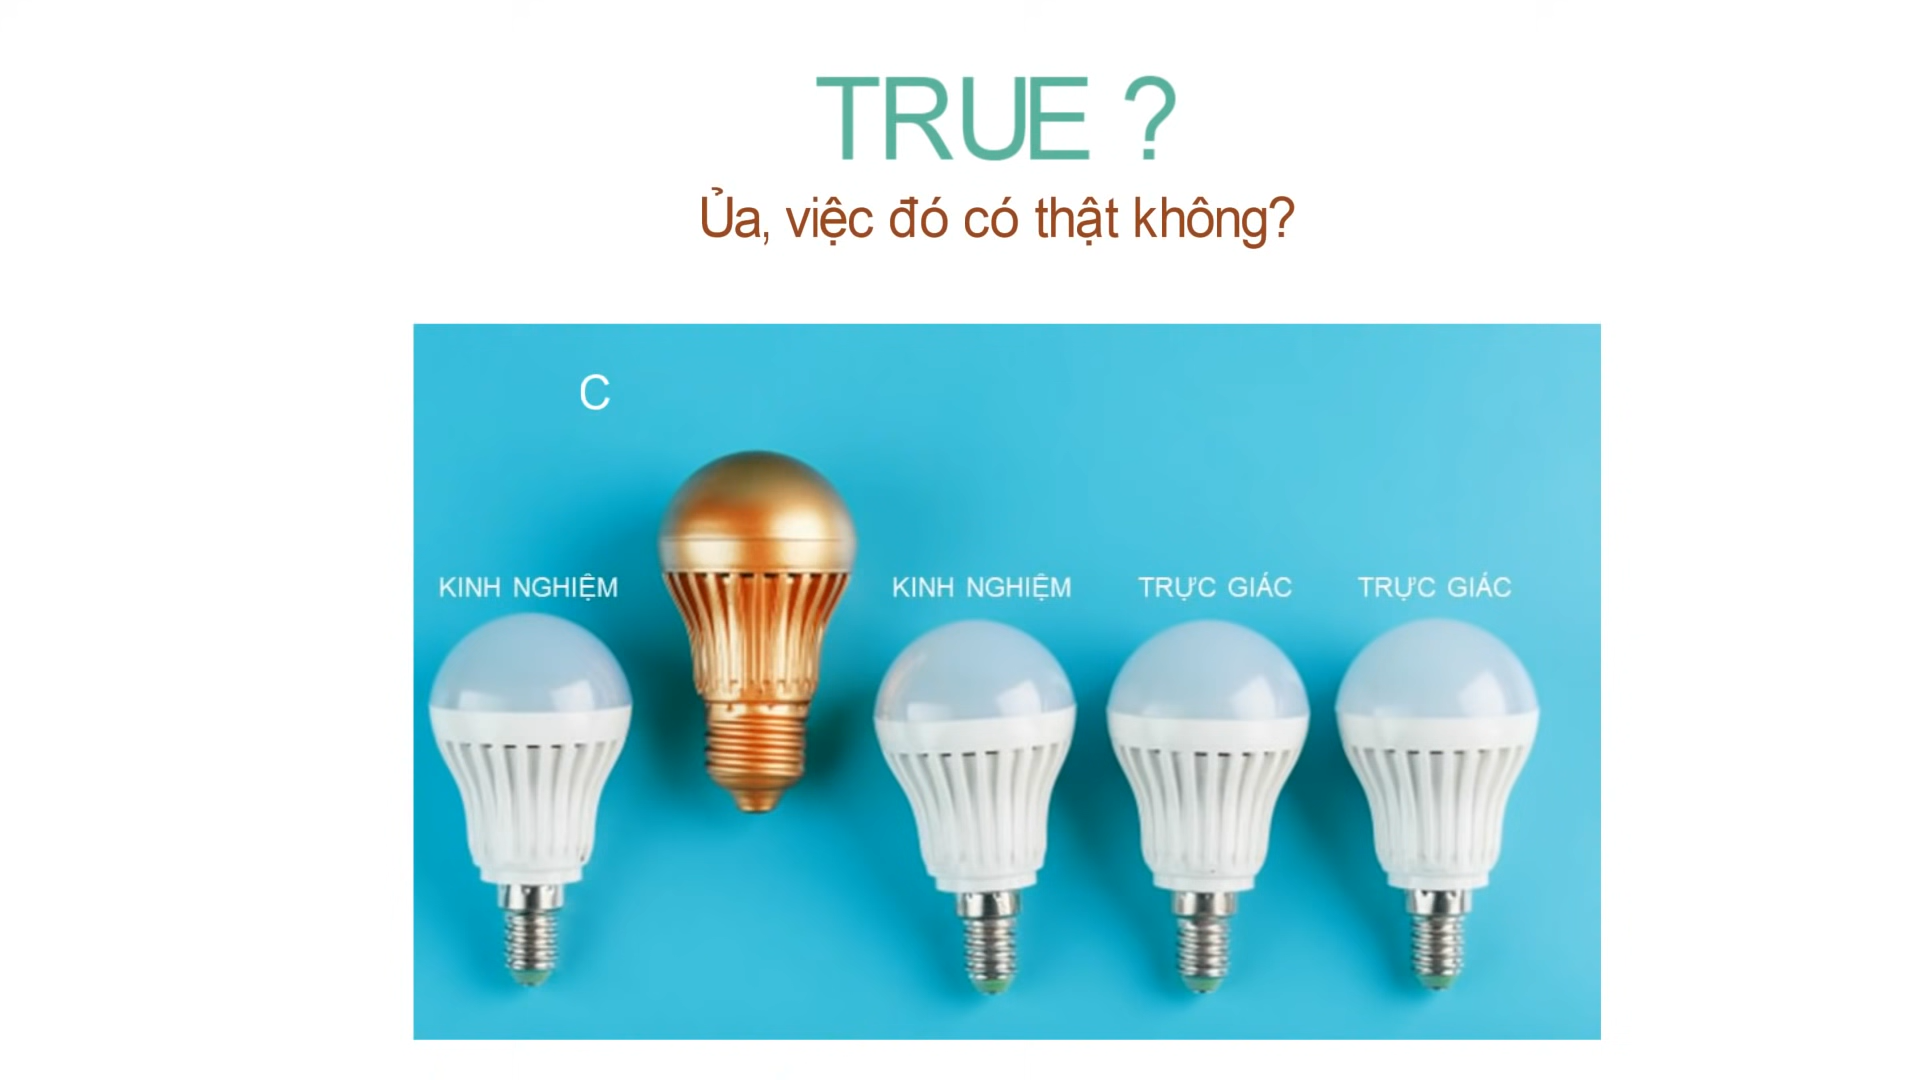 TRUE ?
Ủa, việc đó có thật không?
C
KINH NGHIỆM
KINH NGHIỆM
TRỰC GIÁC
TRỰC GIÁC